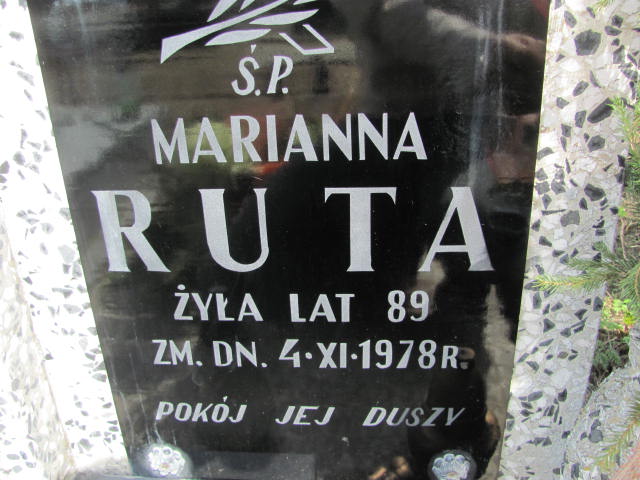 Ś.P.
MARIANNA
RUTA
ŻYŁA LAT 89
ZM. DN. 4·XI·1978R.
POKÓJ JEJ DUSZY